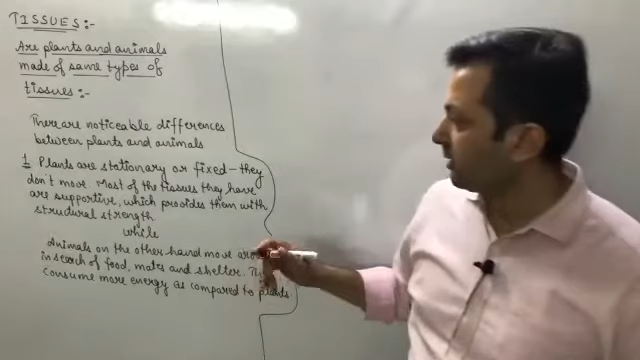 TISSUES:-
Are plants and animals
made of same types of
tissues:-
There are noticeable differences
between plants and animals
1 Plants are stationary or fixed - they
don't move. Most of the tissues they have
are supportive, which provides them with
structural strength
while
Animals on the other hand move
in search of food, mates and shelter.
consume more energy as compared to plants